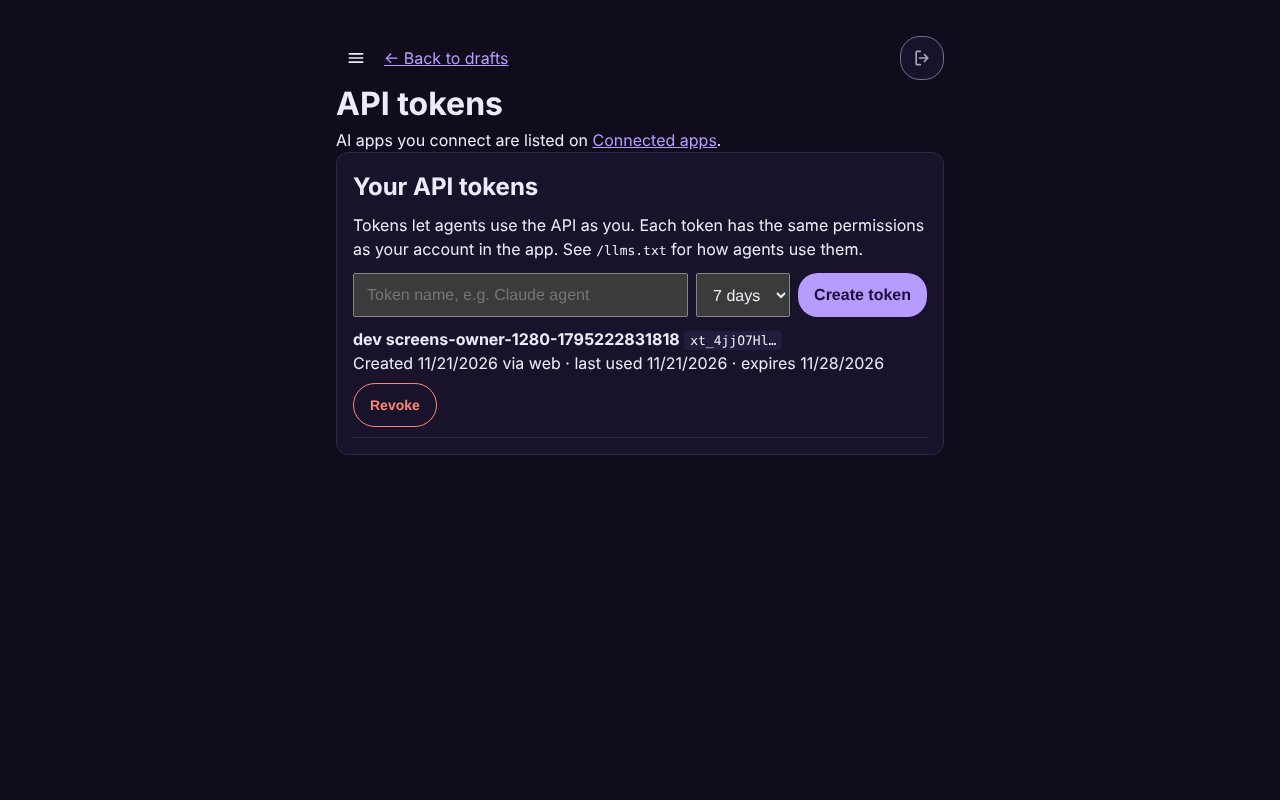 ← Back to drafts
API tokens
AI apps you connect are listed on Connected apps.
Your API tokens
Tokens let agents use the API as you. Each token has the same permissions
as your account in the app. See /llms.txt for how agents use them.
Token name, e.g. Claude agent
7 days
Create token
dev screens-owner-1280-1795222831818 xt_4jjO7Hl…
Created 11/21/2026 via web · last used 11/21/2026 · expires 11/28/2026
Revoke